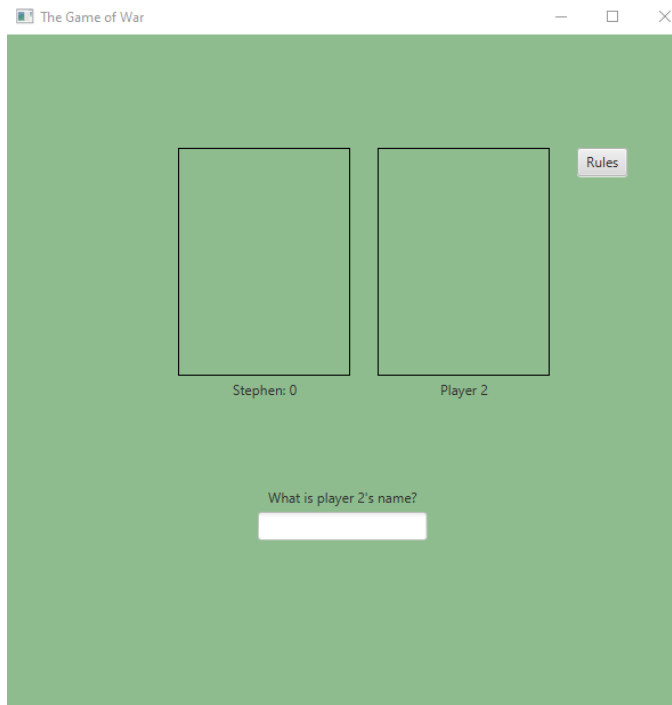 The Game of War
Rules
Stephen: 0
Player 2
What is player 2's name?